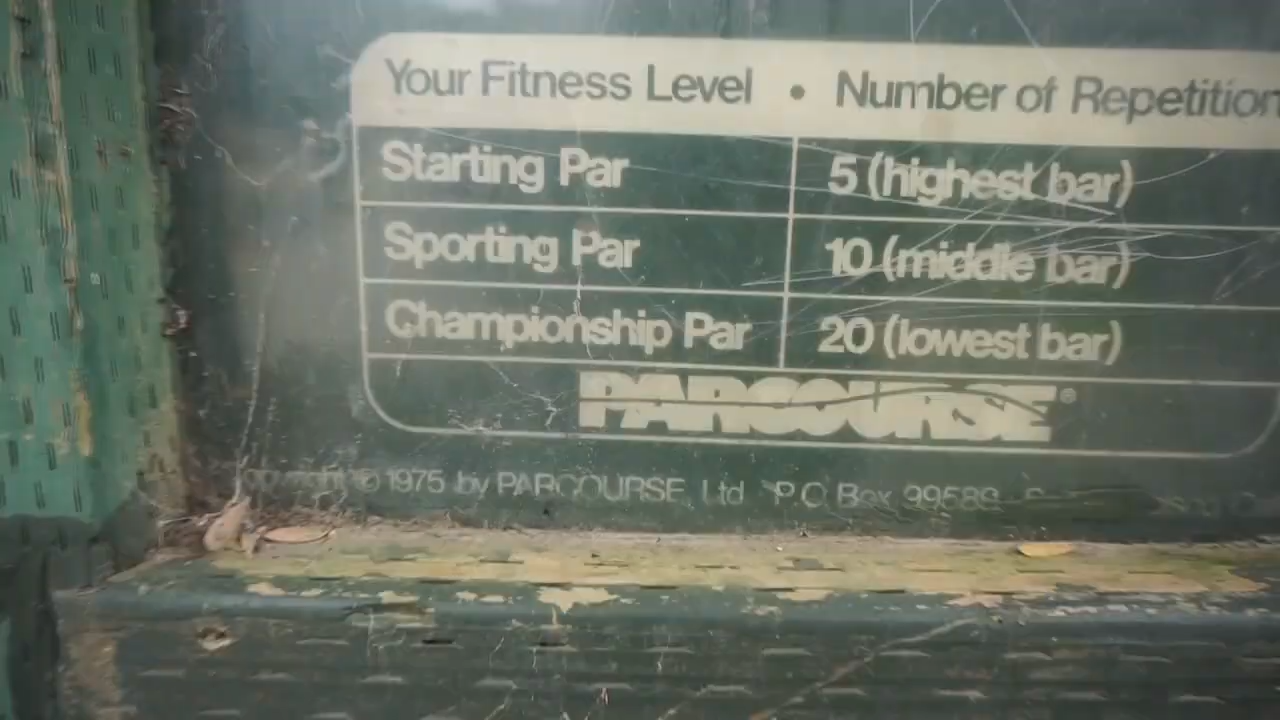 Your Fitness Level • Number of Repetition
Starting Par 5 (highest bar)
Sporting Par 10 (middle bar)
Championship Par 20 (lowest bar)
PARCOURSE®
Copyright © 1975 by PARCOURSE, Ltd P.O. Box 99589